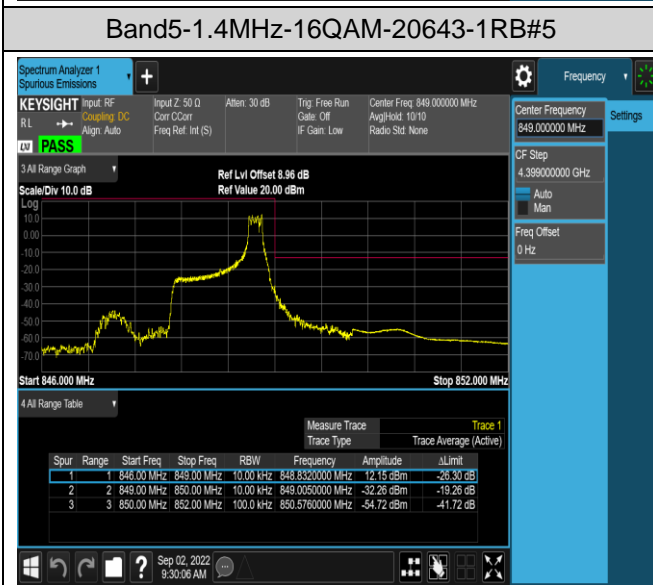 Band5-1.4MHz-16QAM-20643-1RB#5
Spectrum Analyzer 1
Spurious Emissions
Frequency
KEYSIGHT Input: RF Input Z: 50 Ω Atten: 30 dB Trig: Free Run Center Freq: 849.000000 MHz
RL Coupling: DC Corr CCorr Gate: Off Avg|Hold: 10/10
Align: Auto Freq Ref: Int (S) IF Gain: Low Radio Std: None
LXI PASS
Center Frequency
849.000000 MHz
Settings
CF Step
4.399000000 GHz
Auto
Man
Freq Offset
0 Hz
3 All Range Graph
Ref Lvl Offset 8.96 dB
Scale/Div 10.0 dB Ref Value 20.00 dBm
Log
10.0
0.00
-10.0
-20.0
-30.0
-40.0
-50.0
-60.0
-70.0
Start 846.000 MHz Stop 852.000 MHz
4 All Range Table
Measure Trace Trace 1
Trace Type Trace Average (Active)
Spur Range Start Freq Stop Freq RBW Frequency Amplitude ΔLimit
1 1 846.00 MHz 849.00 MHz 10.00 kHz 848.8320000 MHz 12.15 dBm -26.30 dB
2 2 849.00 MHz 850.00 MHz 10.00 kHz 849.0050000 MHz -32.26 dBm -19.26 dB
3 3 850.00 MHz 852.00 MHz 100.0 kHz 850.5760000 MHz -54.72 dBm -41.72 dB
? Sep 02, 2022
9:30:06 AM